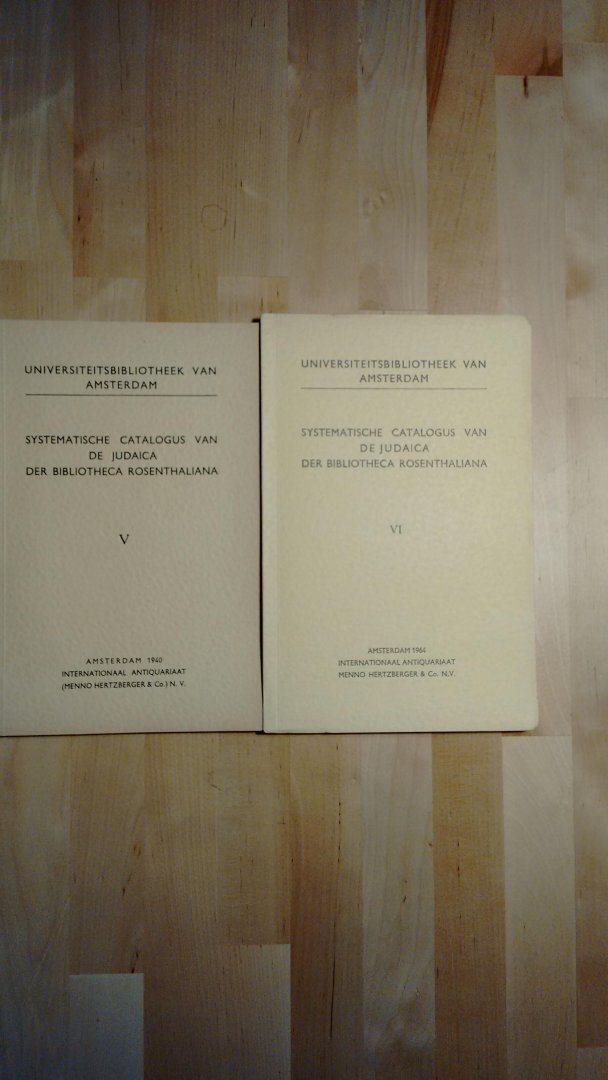 UNIVERSITEITSBIBLIOTHEEK VAN
AMSTERDAM
SYSTEMATISCHE CATALOGUS VAN
DE JUDAICA
DER BIBLIOTHECA ROSENTHALIANA
V
AMSTERDAM 1940
INTERNATIONAAL ANTIQUARIAAT
(MENNO HERTZBERGER & Co.) N. V.
UNIVERSITEITSBIBLIOTHEEK VAN
AMSTERDAM
SYSTEMATISCHE CATALOGUS VAN
DE JUDAICA
DER BIBLIOTHECA ROSENTHALIANA
VI
AMSTERDAM 1964
INTERNATIONAAL ANTIQUARIAAT
MENNO HERTZBERGER & Co. N.V.